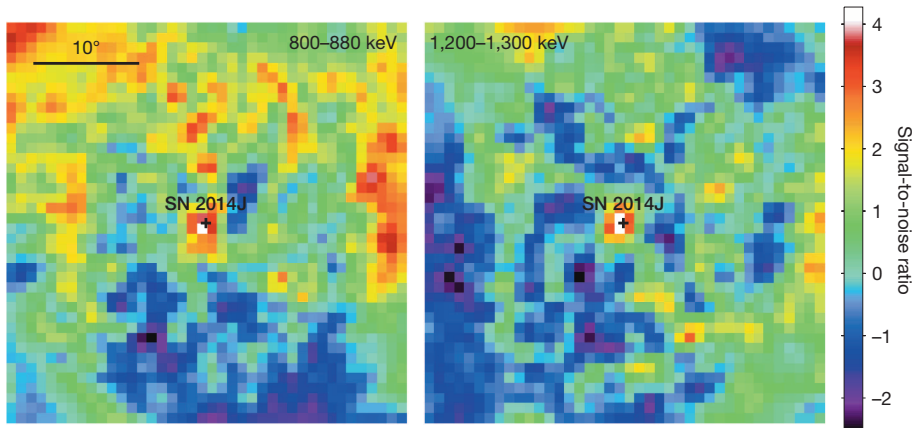 10°
800–880 keV
SN 2014J
1,200–1,300 keV
SN 2014J
4
3
2
1
0
–1
–2
Signal-to-noise ratio